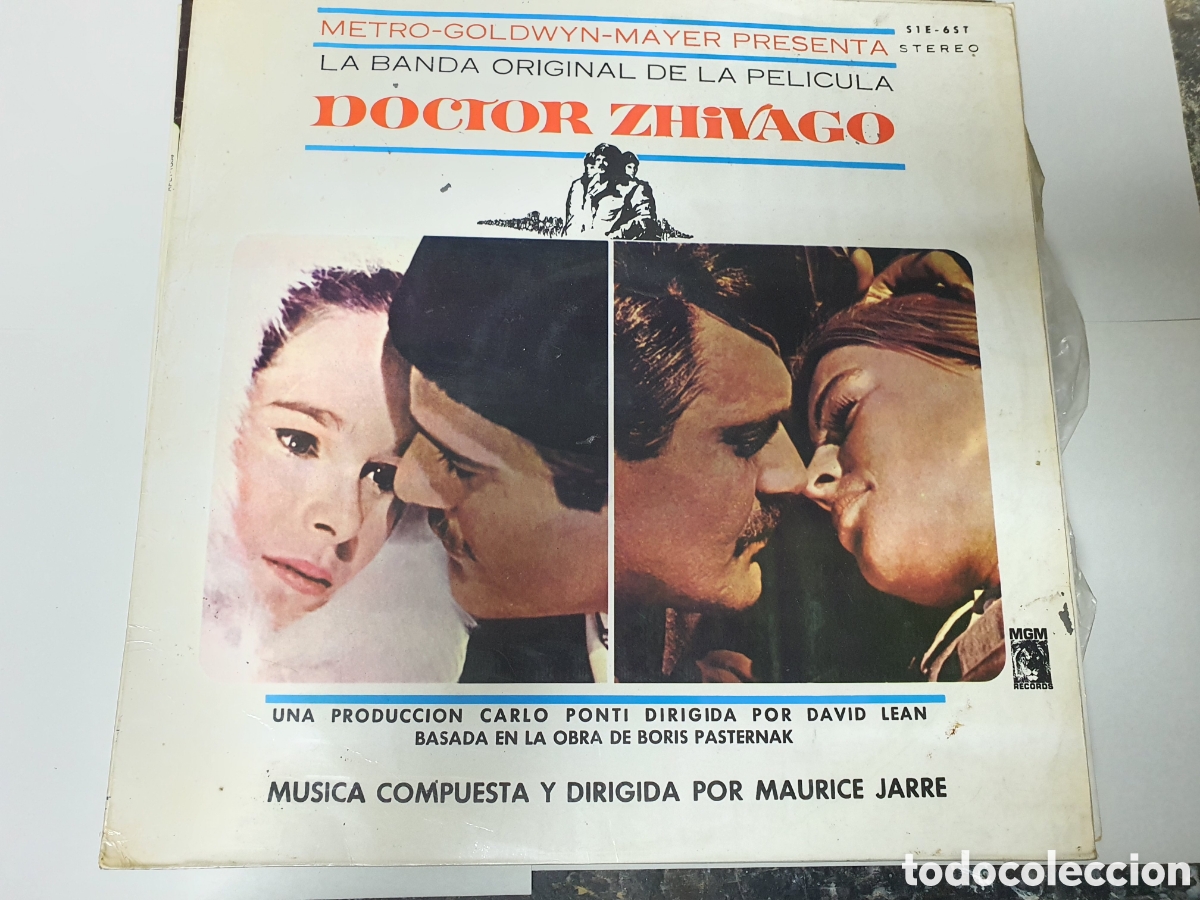 METRO-GOLDWYN-MAYER PRESENTA
S1E-6ST
STEREO
LA BANDA ORIGINAL DE LA PELICULA
DOCTOR ZHiVAGO
MGM
RECORDS
UNA PRODUCCION CARLO PONTI DIRIGIDA POR DAVID LEAN
BASADA EN LA OBRA DE BORIS PASTERNAK
MUSICA COMPUESTA Y DIRIGIDA POR MAURICE JARRE
todocoleccion